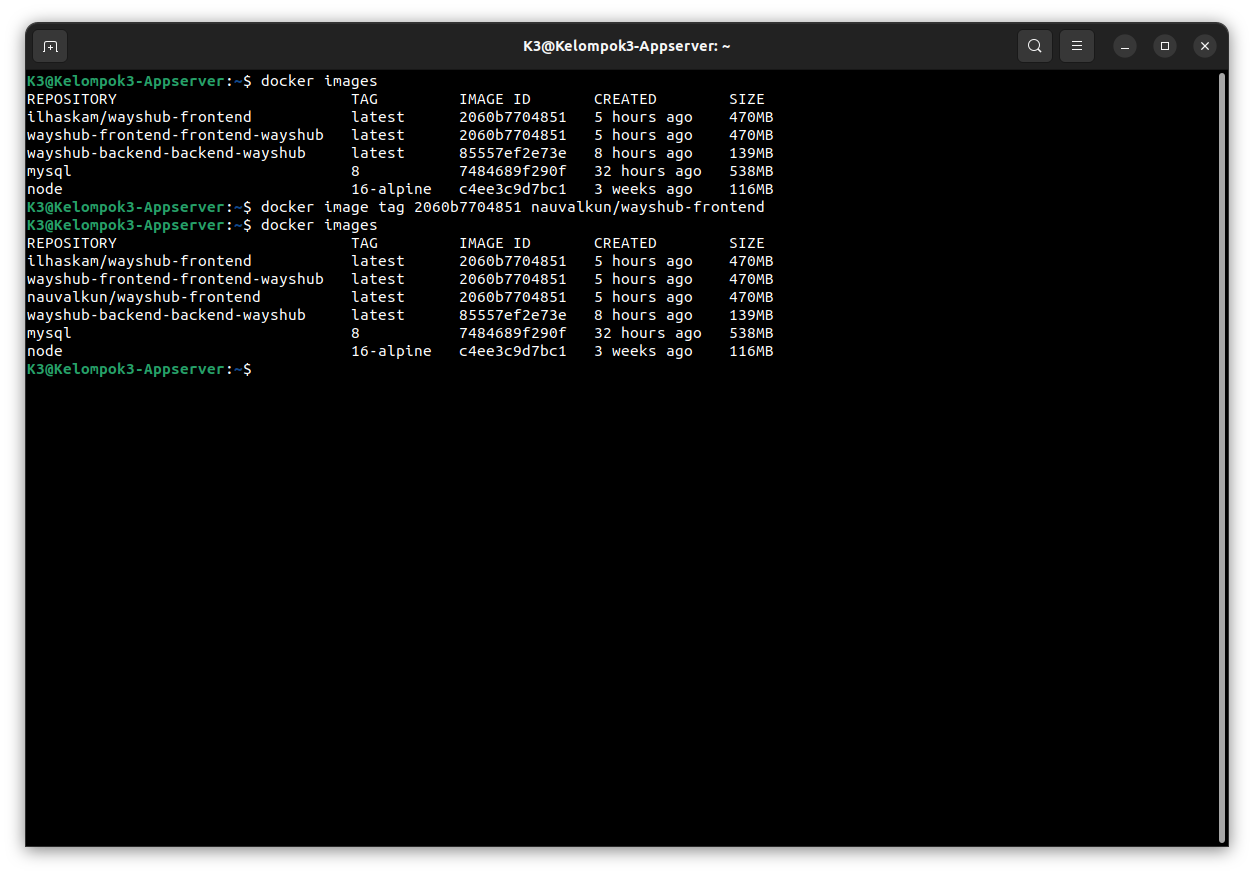 K3@Kelompok3-Appserver: ~
K3@Kelompok3-Appserver:~$ docker images
REPOSITORY                          TAG         IMAGE ID       CREATED        SIZE
ilhaskam/wayshub-frontend           latest      2060b7704851   5 hours ago    470MB
wayshub-frontend-frontend-wayshub   latest      2060b7704851   5 hours ago    470MB
wayshub-backend-backend-wayshub     latest      85557ef2e73e   8 hours ago    139MB
mysql                               8           7484689f290f   32 hours ago   538MB
node                                16-alpine   c4ee3c9d7bc1   3 weeks ago    116MB
K3@Kelompok3-Appserver:~$ docker image tag 2060b7704851 nauvalkun/wayshub-frontend
K3@Kelompok3-Appserver:~$ docker images
REPOSITORY                          TAG         IMAGE ID       CREATED        SIZE
ilhaskam/wayshub-frontend           latest      2060b7704851   5 hours ago    470MB
wayshub-frontend-frontend-wayshub   latest      2060b7704851   5 hours ago    470MB
nauvalkun/wayshub-frontend          latest      2060b7704851   5 hours ago    470MB
wayshub-backend-backend-wayshub     latest      85557ef2e73e   8 hours ago    139MB
mysql                               8           7484689f290f   32 hours ago   538MB
node                                16-alpine   c4ee3c9d7bc1   3 weeks ago    116MB
K3@Kelompok3-Appserver:~$